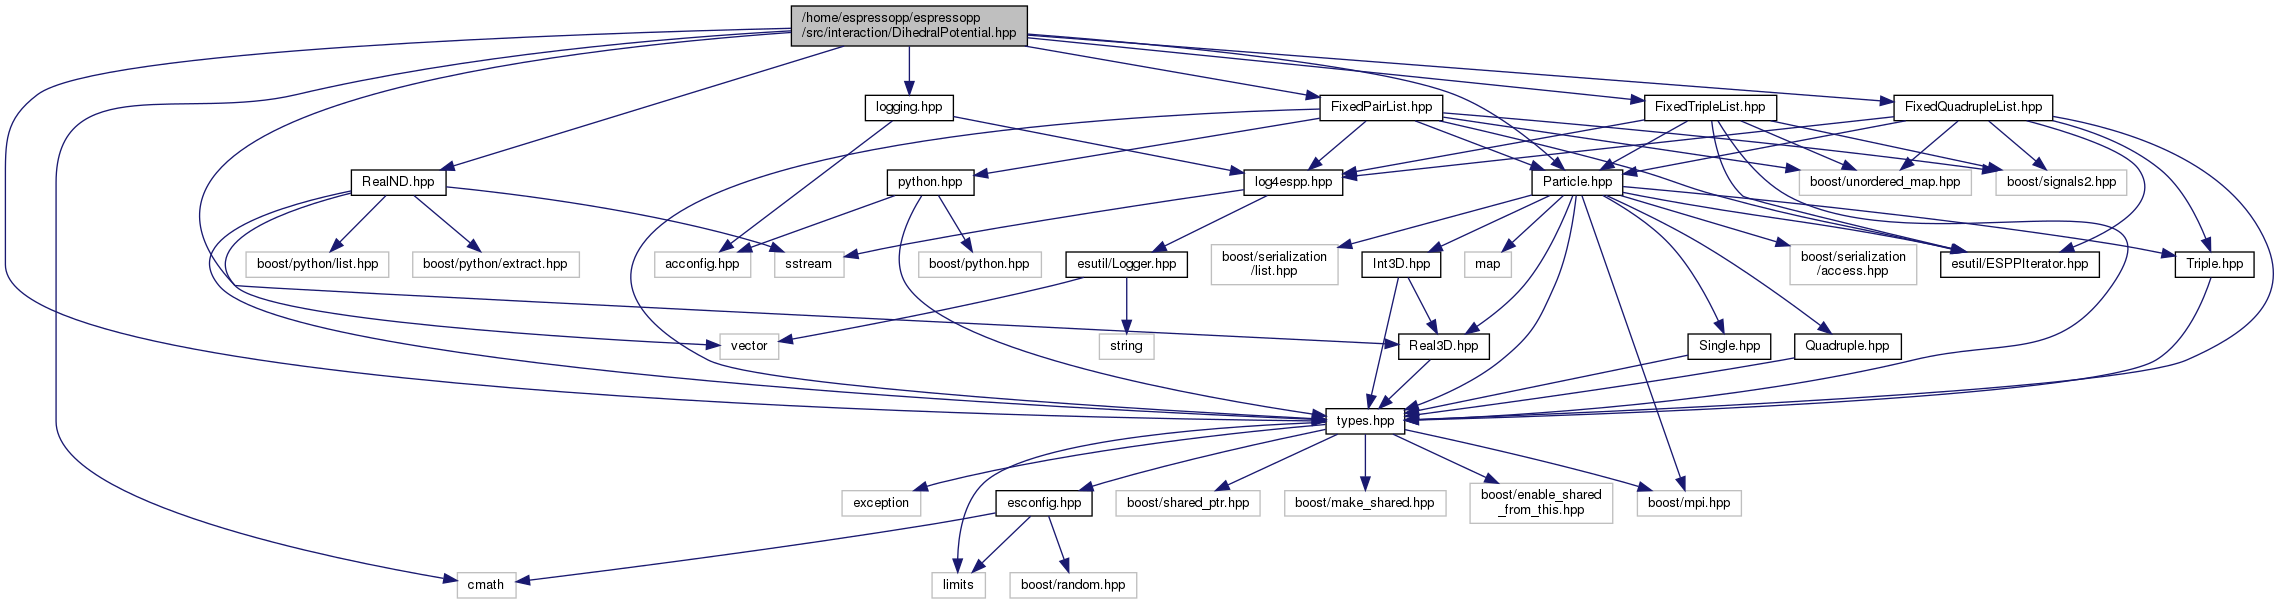 /home/espressopp/espressopp
/src/interaction/DihedralPotential.hpp
logging.hpp
FixedPairList.hpp
FixedTripleList.hpp
FixedQuadrupleList.hpp
RealND.hpp
python.hpp
log4espp.hpp
Particle.hpp
boost/unordered_map.hpp
boost/signals2.hpp
boost/python/list.hpp
boost/python/extract.hpp
acconfig.hpp
sstream
boost/python.hpp
esutil/Logger.hpp
boost/serialization
/list.hpp
Int3D.hpp
map
boost/serialization
/access.hpp
esutil/ESPPIterator.hpp
Triple.hpp
vector
string
Real3D.hpp
Single.hpp
Quadruple.hpp
types.hpp
exception
esconfig.hpp
boost/shared_ptr.hpp
boost/make_shared.hpp
boost/enable_shared
_from_this.hpp
boost/mpi.hpp
cmath
limits
boost/random.hpp